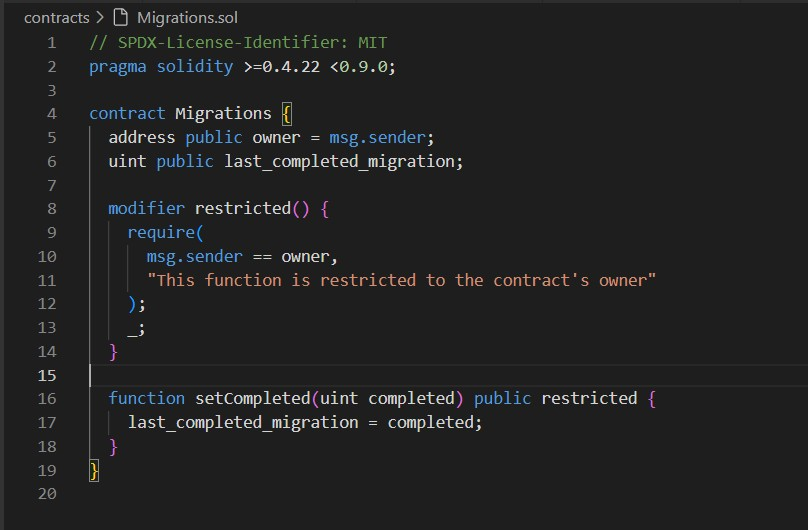 contracts > Migrations.sol
1 // SPDX-License-Identifier: MIT
2 pragma solidity >=0.4.22 <0.9.0;
3
4 contract Migrations {
5   address public owner = msg.sender;
6   uint public last_completed_migration;
7
8   modifier restricted() {
9     require(
10       msg.sender == owner,
11       "This function is restricted to the contract's owner"
12     );
13     _;
14   }
15
16   function setCompleted(uint completed) public restricted {
17     last_completed_migration = completed;
18   }
19 }
20